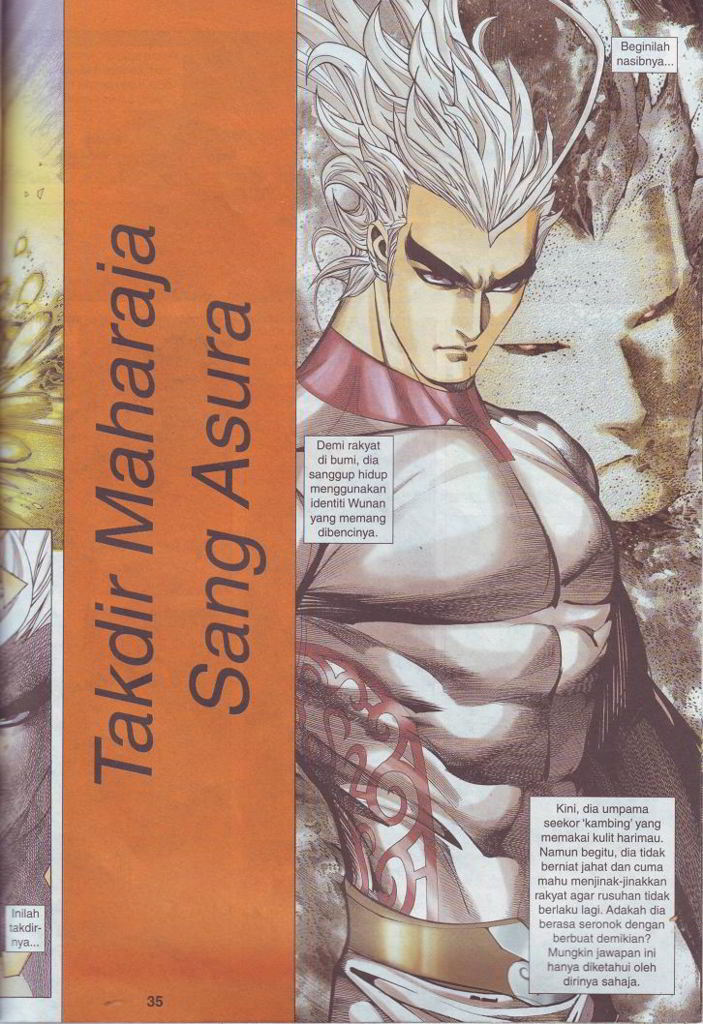 Takdir Maharaja
Sang Asura
Beginilah
nasibnya...
Demi rakyat
di bumi, dia
sanggup hidup
menggunakan
identiti Wunan
yang memang
dibencinya.
Kini, dia umpama
seekor ‘kambing’ yang
memakai kulit harimau.
Namun begitu, dia tidak
berniat jahat dan cuma
mahu menjinak-jinakkan
rakyat agar rusuhan tidak
berlaku lagi. Adakah dia
berasa seronok dengan
berbuat demikian?
Mungkin jawapan ini
hanya diketahui oleh
dirinya sahaja.
Inilah
takdir-
nya...
35